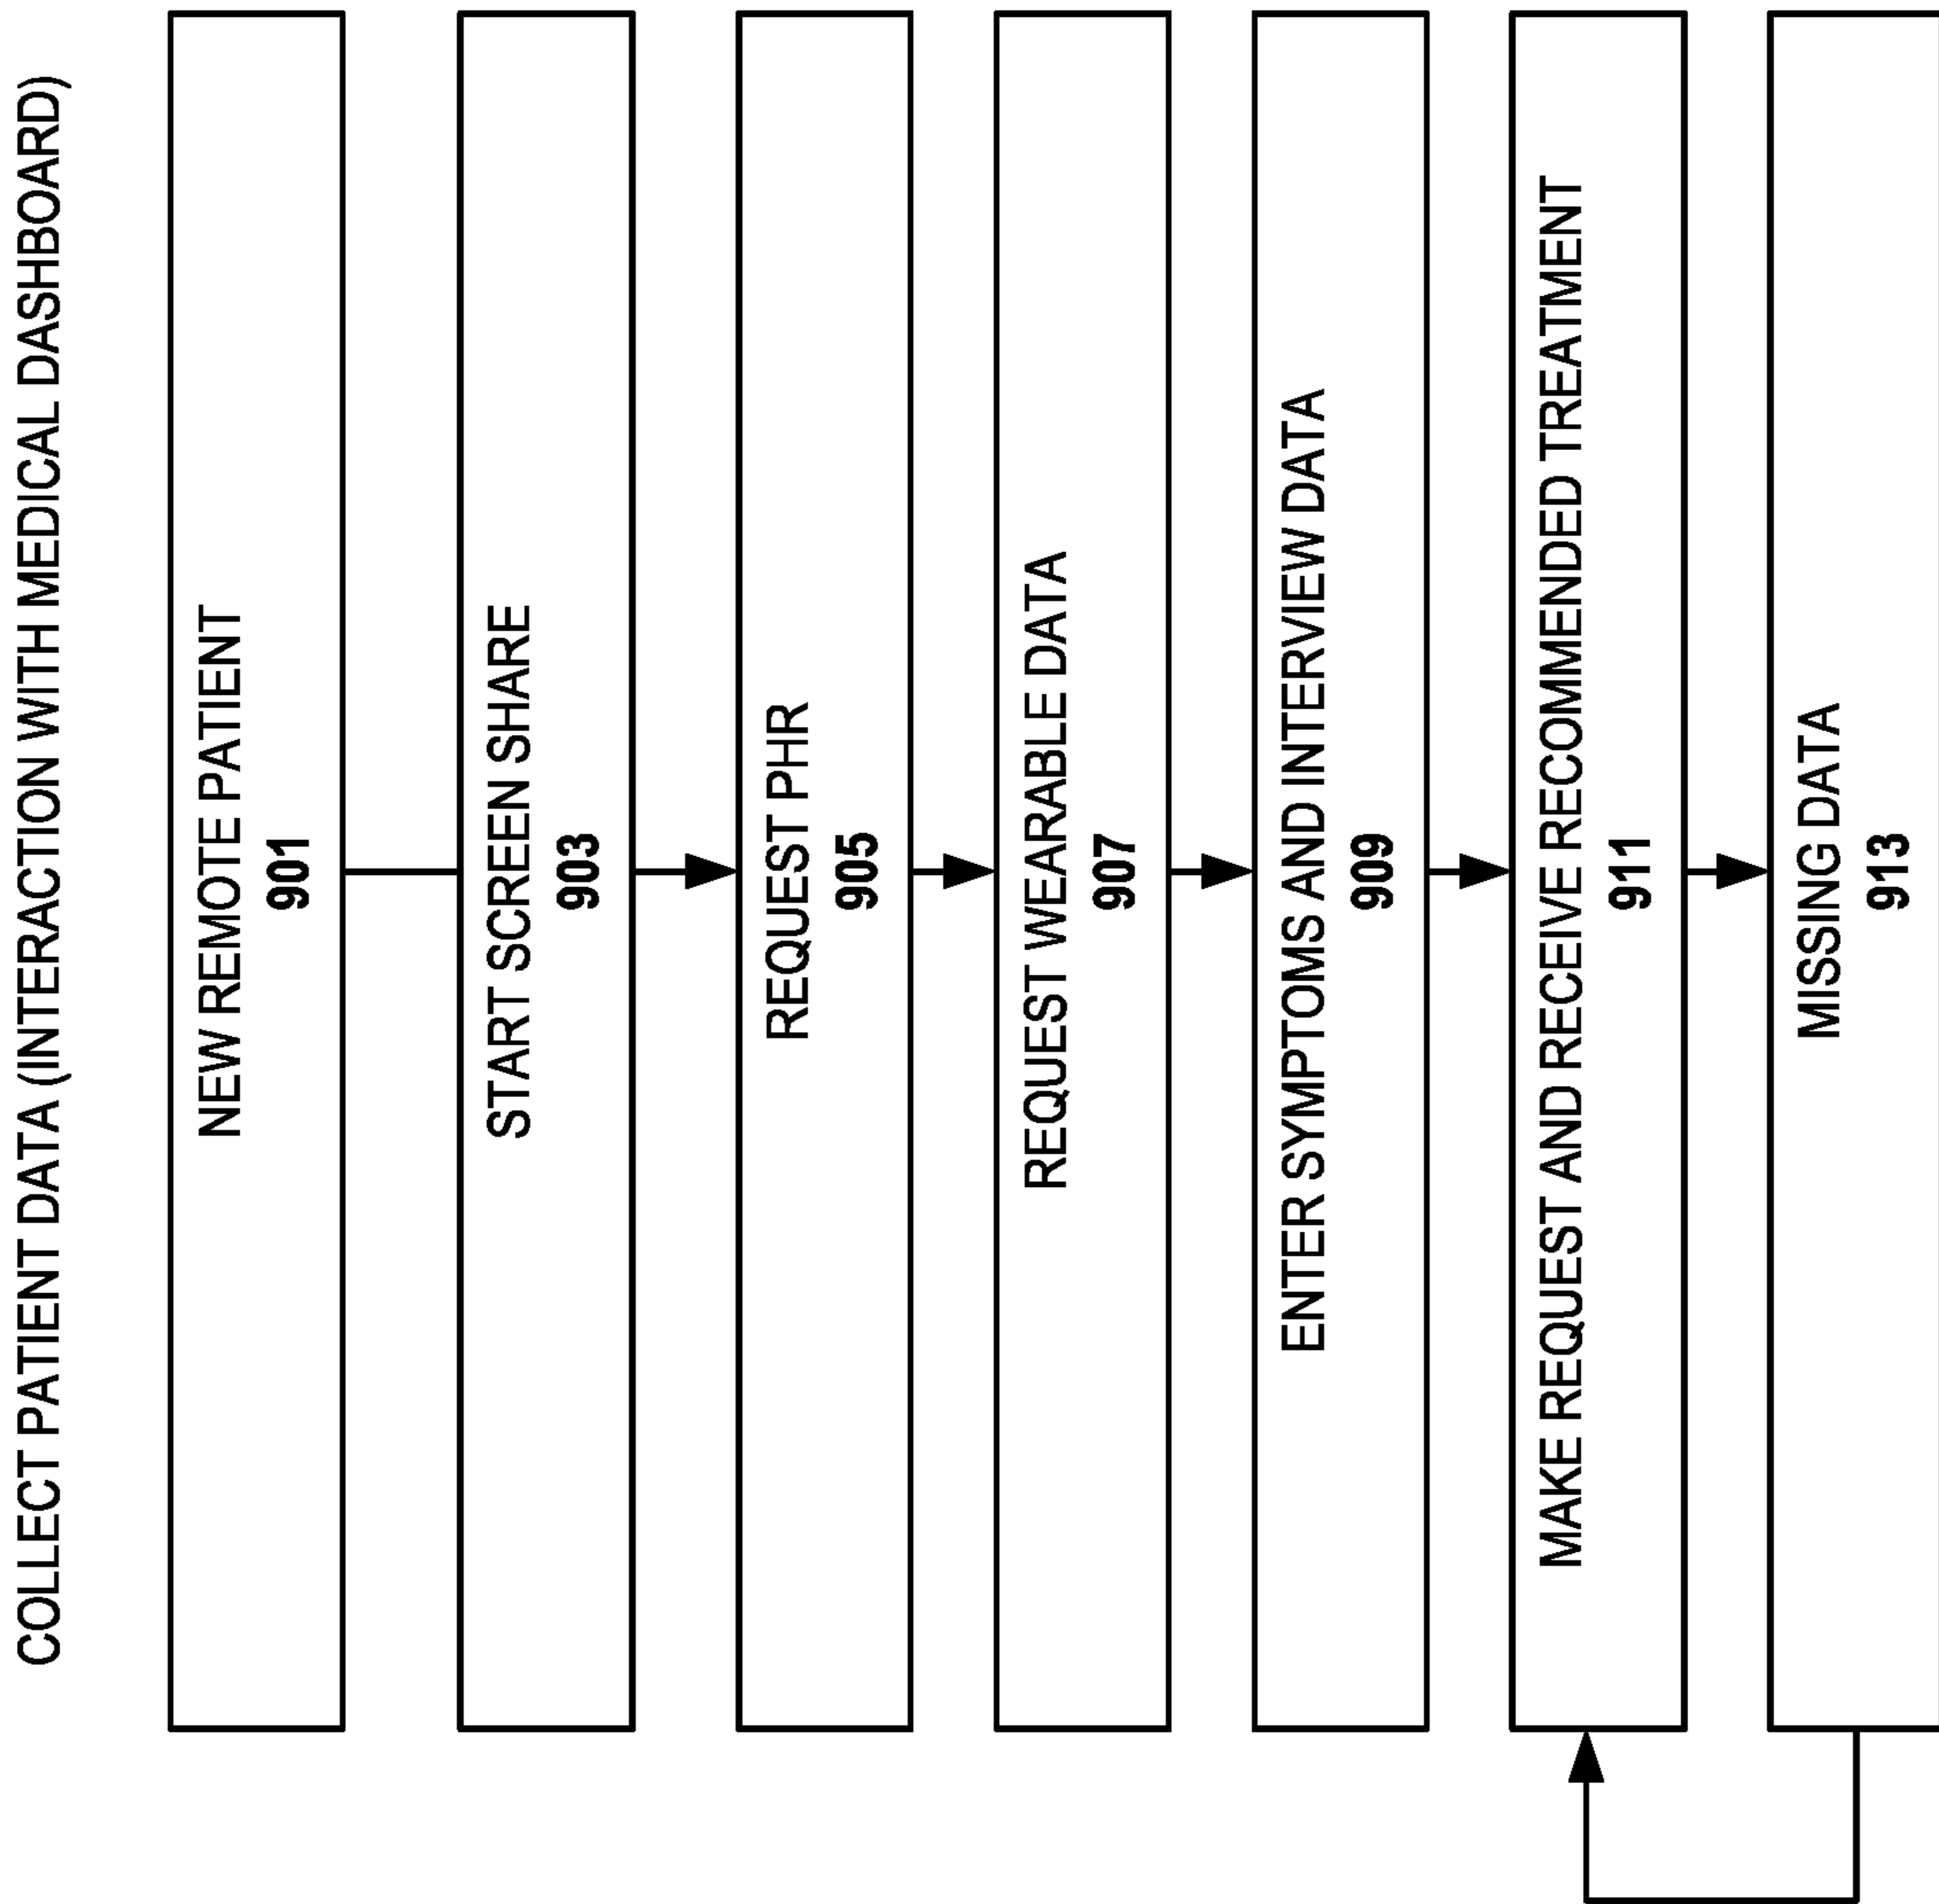 COLLECT PATIENT DATA (INTERACTION WITH MEDICAL DASHBOARD)
NEW REMOTE PATIENT
901
START SCREEN SHARE
903
REQUEST PHR
905
REQUEST WEARABLE DATA
907
ENTER SYMPTOMS AND INTERVIEW DATA
909
MAKE REQUEST AND RECEIVE RECOMMENDED TREATMENT
911
MISSING DATA
913